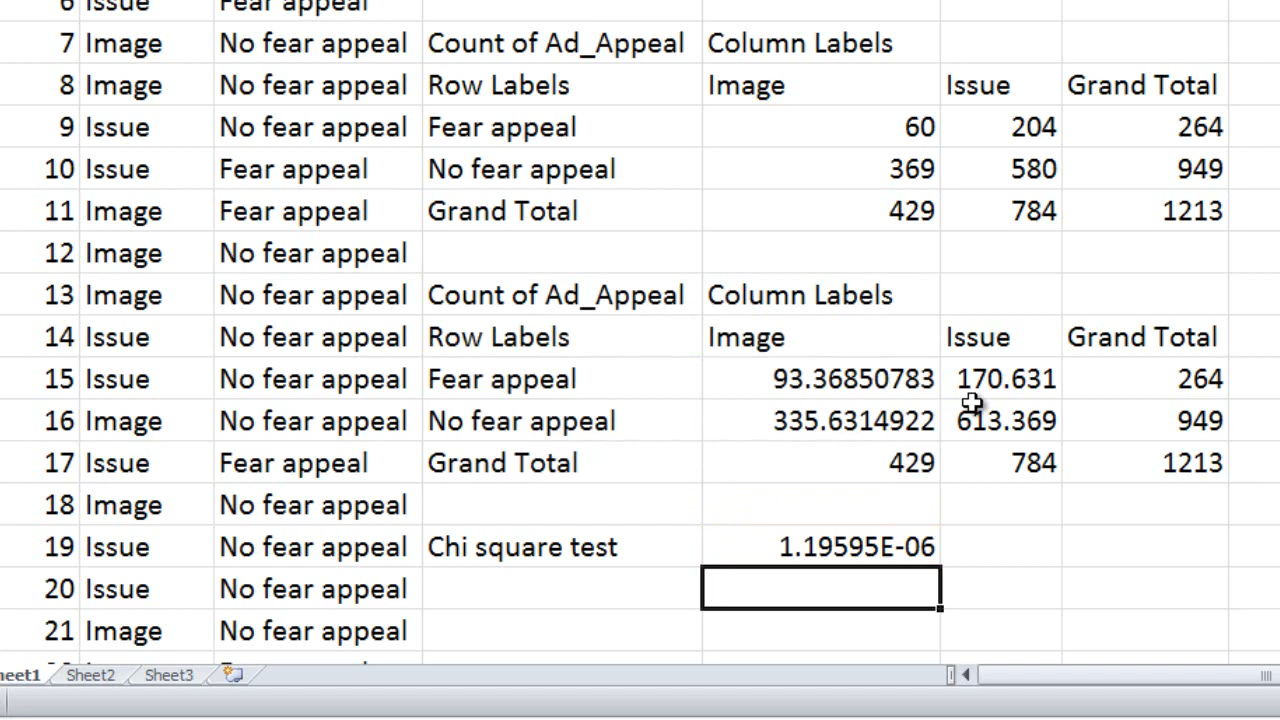 6 Issue Fear appeal
7 Image No fear appeal Count of Ad_Appeal Column Labels
8 Image No fear appeal Row Labels Image Issue Grand Total
9 Issue No fear appeal Fear appeal 60 204 264
10 Issue Fear appeal No fear appeal 369 580 949
11 Image Fear appeal Grand Total 429 784 1213
12 Image No fear appeal
13 Image No fear appeal Count of Ad_Appeal Column Labels
14 Issue No fear appeal Row Labels Image Issue Grand Total
15 Issue No fear appeal Fear appeal 93.36850783 170.631 264
16 Issue No fear appeal No fear appeal 335.6314922 613.369 949
17 Issue Fear appeal Grand Total 429 784 1213
18 Image No fear appeal
19 Issue No fear appeal Chi square test 1.19595E-06
20 Issue No fear appeal
21 Image No fear appeal
heet1 Sheet2 Sheet3